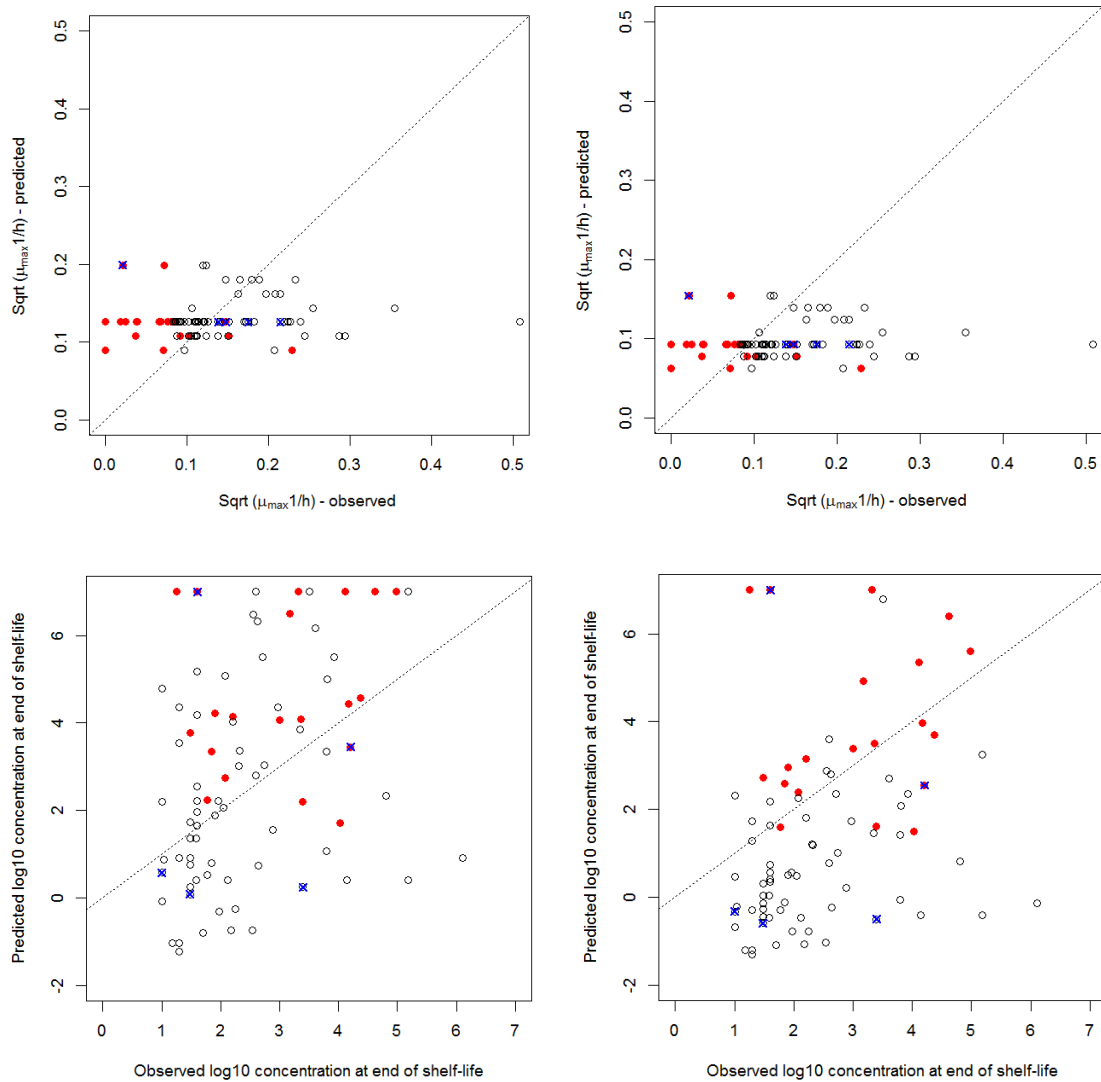 0.5
0.4
0.3
0.2
0.1
0.0
Sqrt (μmax1/h) - predicted
0.0 0.1 0.2 0.3 0.4 0.5
Sqrt (μmax1/h) - observed
0.5
0.4
0.3
0.2
0.1
0.0
Sqrt (μmax1/h) - predicted
0.0 0.1 0.2 0.3 0.4 0.5
Sqrt (μmax1/h) - observed
6
4
2
0
-2
Predicted log10 concentration at end of shelf-life
0 1 2 3 4 5 6 7
Observed log10 concentration at end of shelf-life
6
4
2
0
-2
Predicted log10 concentration at end of shelf-life
0 1 2 3 4 5 6 7
Observed log10 concentration at end of shelf-life